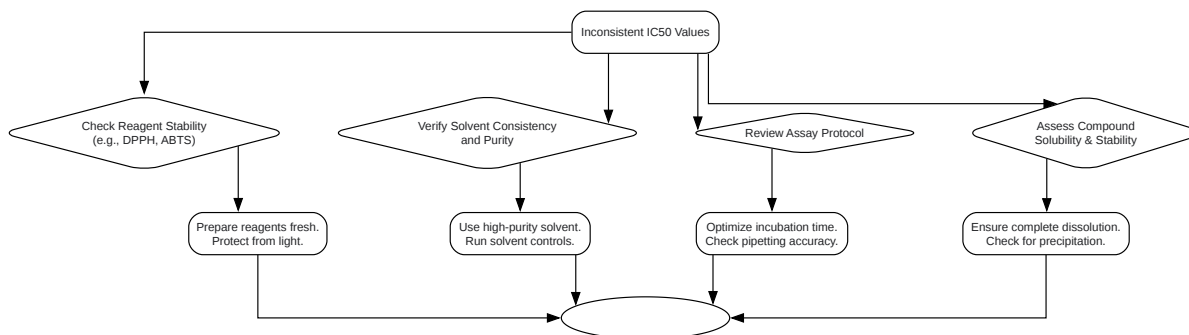 Inconsistent IC50 Values
Check Reagent Stability
(e.g., DPPH, ABTS)
Verify Solvent Consistency
and Purity
Review Assay Protocol
Assess Compound
Solubility & Stability
Prepare reagents fresh.
Protect from light.
Use high-purity solvent.
Run solvent controls.
Optimize incubation time.
Check pipetting accuracy.
Ensure complete dissolution.
Check for precipitation.